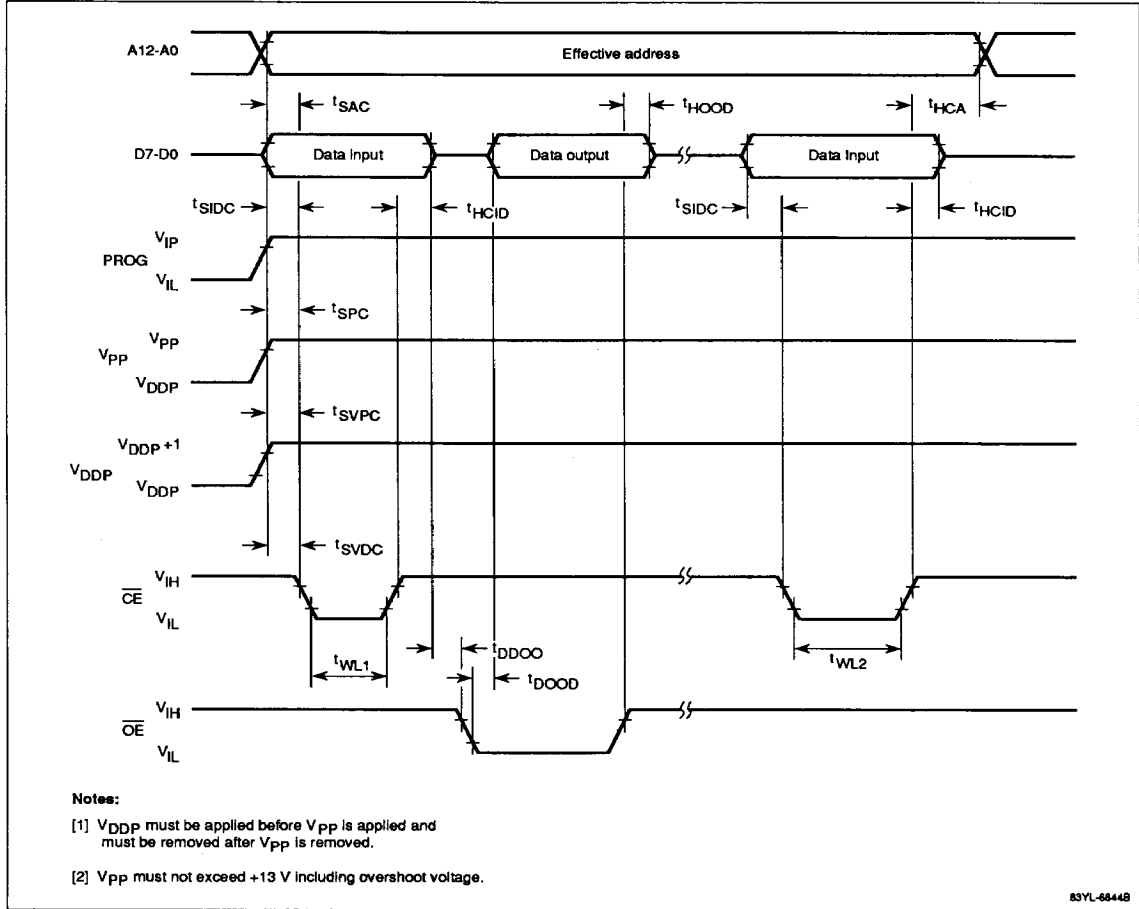 A12-A0
Effective address
tSAC
tHOOD
tHCA
D7-D0
Data Input
Data output
Data Input
tSIDC
tHCID
tSIDC
tHCID
VIP
PROG
VIL
tSPC
VPP
VPP
VDDP
tSVPC
VDDP +1
VDDP
VDDP
tSVDC
VIH
CE
VIL
tWL1
tDDOO
tWL2
tDOOD
VIH
OE
VIL
Notes:
[1] VDDP must be applied before VPP is applied and
must be removed after VPP is removed.
[2] VPP must not exceed +13 V including overshoot voltage.
83YL-6844B